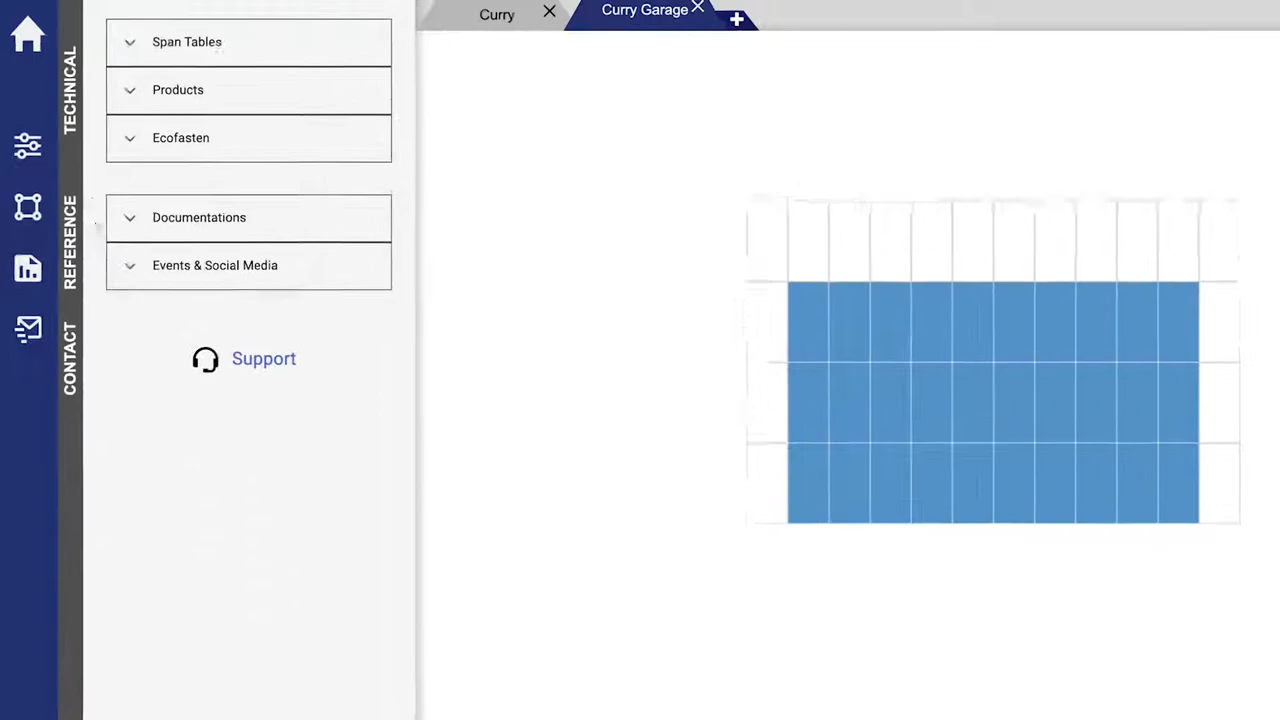 Curry
Curry Garage
TECHNICAL
Span Tables
Products
Ecofasten
REFERENCE
Documentations
Events & Social Media
CONTACT
Support